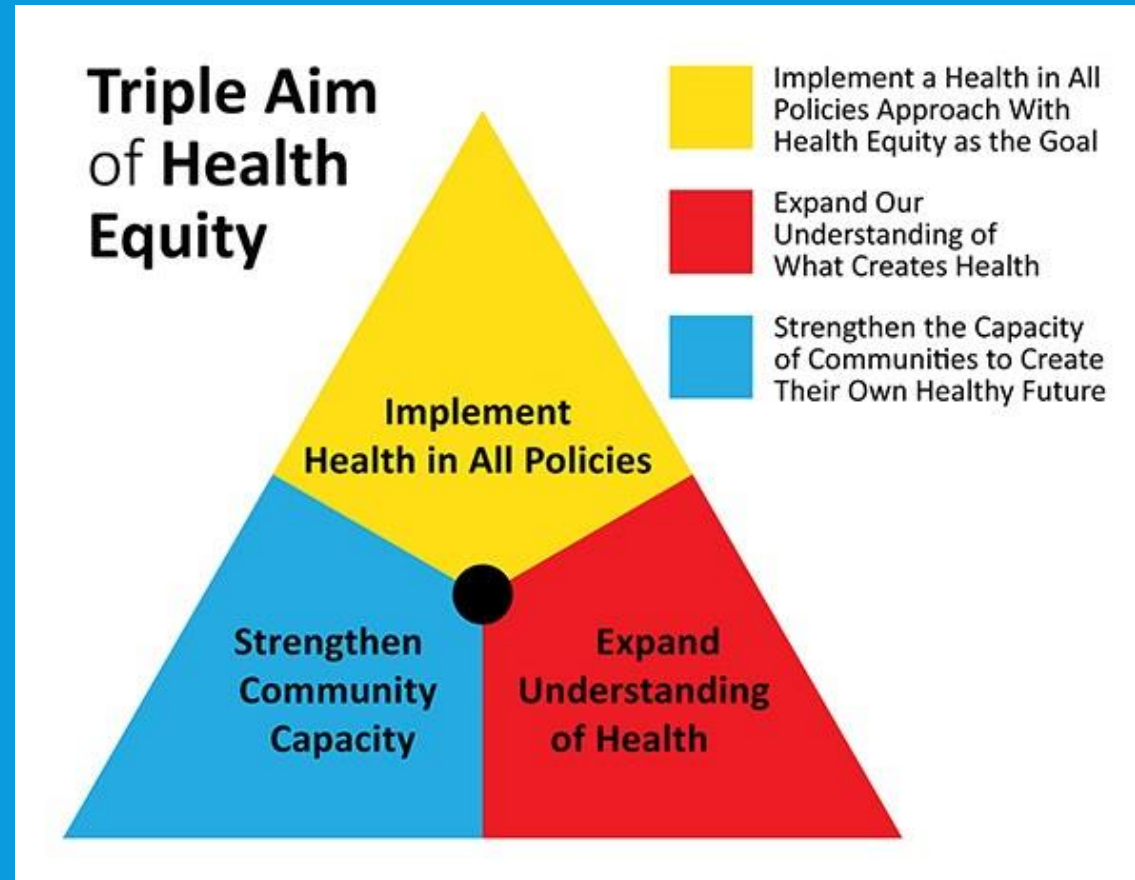 Triple Aim
of Health
Equity
Implement a Health in All
Policies Approach With
Health Equity as the Goal
Expand Our
Understanding of
What Creates Health
Strengthen the Capacity
of Communities to Create
Their Own Healthy Future
Implement
Health in All Policies
Strengthen
Community
Capacity
Expand
Understanding
of Health